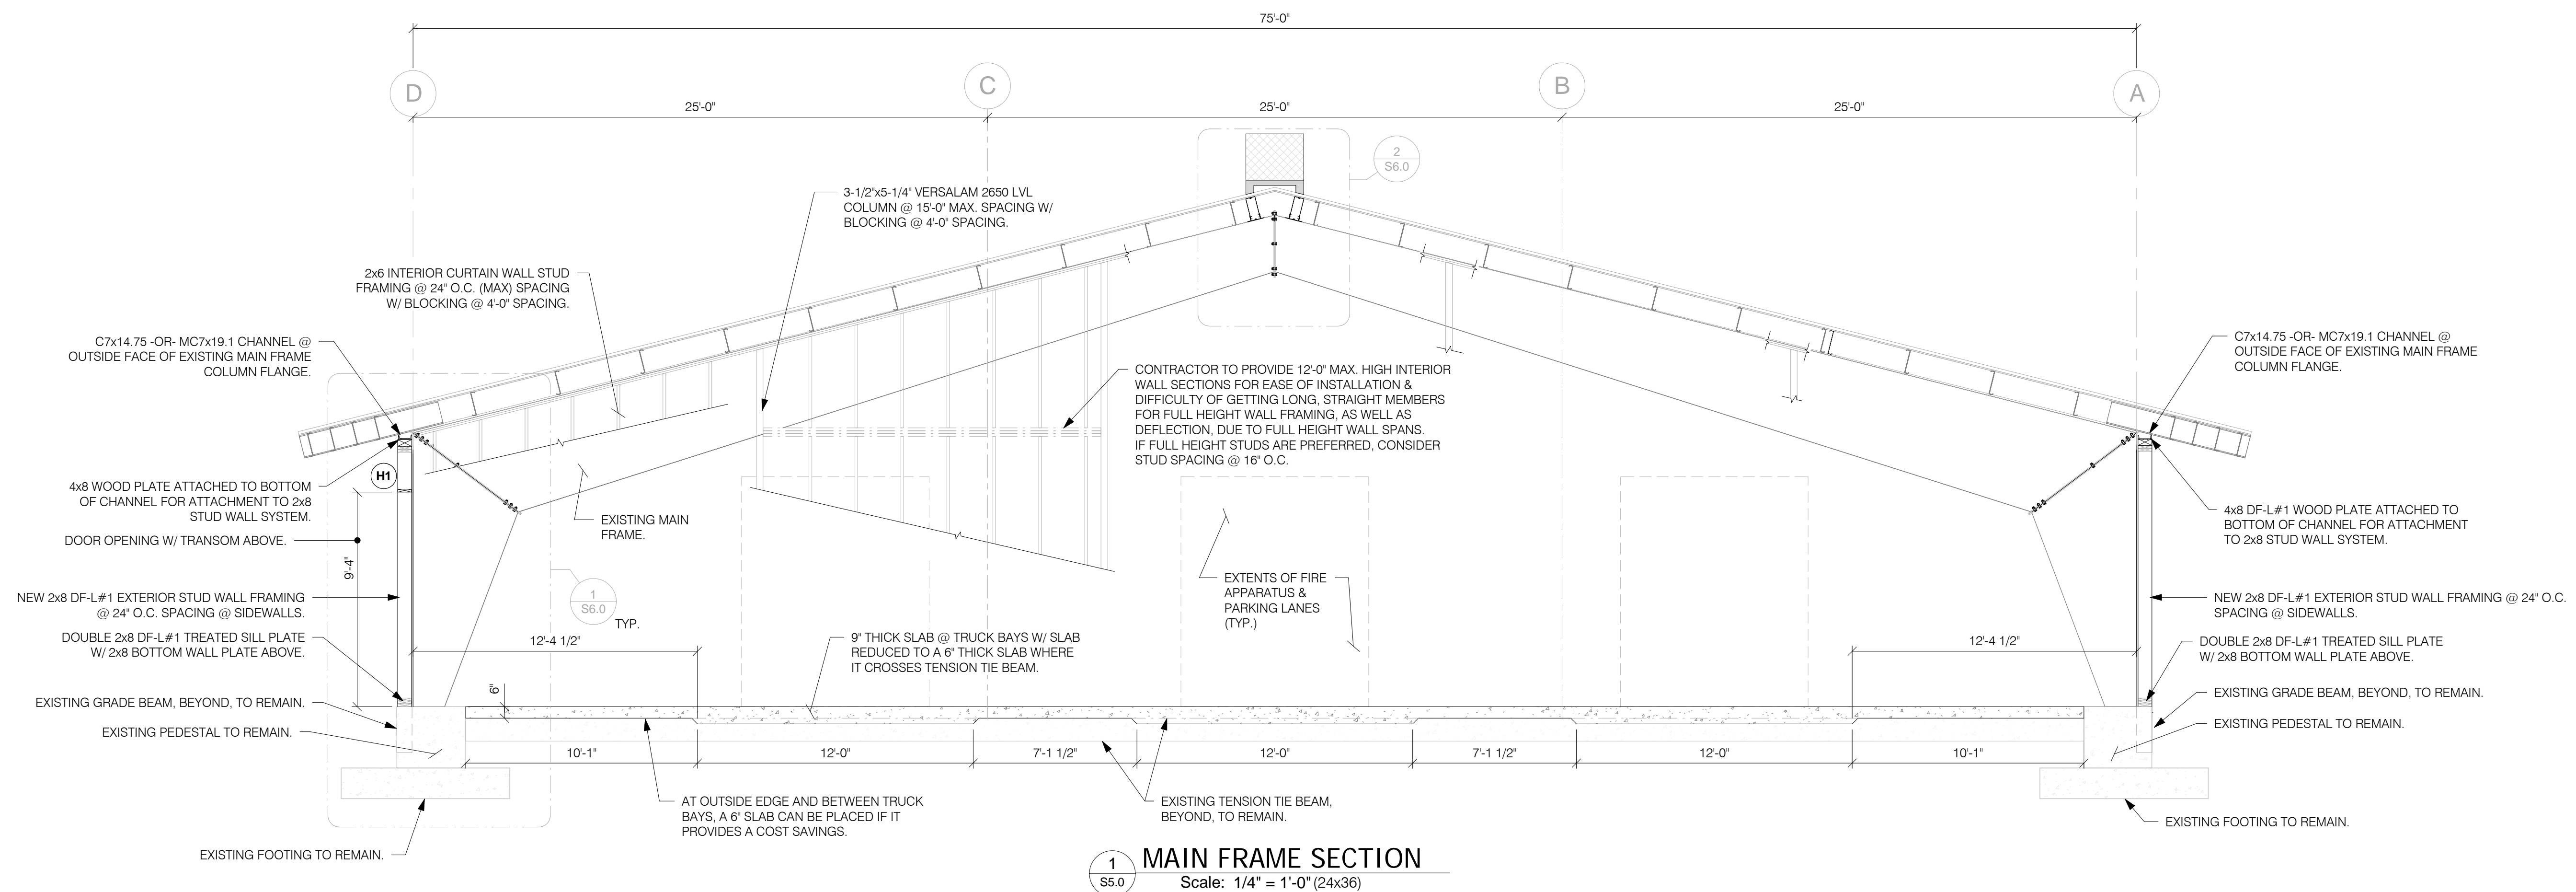 75'-0"
D
C
B
A
25'-0"
25'-0"
25'-0"
2
S6.0
3-1/2"x5-1/4" VERSALAM 2650 LVL
COLUMN @ 15'-0" MAX. SPACING W/
BLOCKING @ 4'-0" SPACING.
2x6 INTERIOR CURTAIN WALL STUD
FRAMING @ 24" O.C. (MAX) SPACING
W/ BLOCKING @ 4'-0" SPACING.
C7x14.75 -OR- MC7x19.1 CHANNEL @
OUTSIDE FACE OF EXISTING MAIN FRAME
COLUMN FLANGE.
C7x14.75 -OR- MC7x19.1 CHANNEL @
OUTSIDE FACE OF EXISTING MAIN FRAME
COLUMN FLANGE.
CONTRACTOR TO PROVIDE 12'-0" MAX. HIGH INTERIOR
WALL SECTIONS FOR EASE OF INSTALLATION &
DIFFICULTY OF GETTING LONG, STRAIGHT MEMBERS
FOR FULL HEIGHT WALL FRAMING, AS WELL AS
DEFLECTION, DUE TO FULL HEIGHT WALL SPANS.
IF FULL HEIGHT STUDS ARE PREFERRED, CONSIDER
STUD SPACING @ 16" O.C.
H1
4x8 WOOD PLATE ATTACHED TO BOTTOM
OF CHANNEL FOR ATTACHMENT TO 2x8
STUD WALL SYSTEM.
EXISTING MAIN
FRAME.
4x8 DF-L#1 WOOD PLATE ATTACHED TO
BOTTOM OF CHANNEL FOR ATTACHMENT
TO 2x8 STUD WALL SYSTEM.
DOOR OPENING W/ TRANSOM ABOVE.
9'-4"
EXTENTS OF FIRE
APPARATUS &
PARKING LANES
(TYP.)
1
S6.0
TYP.
NEW 2x8 DF-L#1 EXTERIOR STUD WALL FRAMING
@ 24" O.C. SPACING @ SIDEWALLS.
NEW 2x8 DF-L#1 EXTERIOR STUD WALL FRAMING @ 24" O.C.
SPACING @ SIDEWALLS.
DOUBLE 2x8 DF-L#1 TREATED SILL PLATE
W/ 2x8 BOTTOM WALL PLATE ABOVE.
12'-4 1/2"
9" THICK SLAB @ TRUCK BAYS W/ SLAB
REDUCED TO A 6" THICK SLAB WHERE
IT CROSSES TENSION TIE BEAM.
12'-4 1/2"
DOUBLE 2x8 DF-L#1 TREATED SILL PLATE
W/ 2x8 BOTTOM WALL PLATE ABOVE.
6"
EXISTING GRADE BEAM, BEYOND, TO REMAIN.
EXISTING GRADE BEAM, BEYOND, TO REMAIN.
EXISTING PEDESTAL TO REMAIN.
EXISTING PEDESTAL TO REMAIN.
10'-1"
12'-0"
7'-1 1/2"
12'-0"
7'-1 1/2"
12'-0"
10'-1"
AT OUTSIDE EDGE AND BETWEEN TRUCK
BAYS, A 6" SLAB CAN BE PLACED IF IT
PROVIDES A COST SAVINGS.
EXISTING TENSION TIE BEAM,
BEYOND, TO REMAIN.
EXISTING FOOTING TO REMAIN.
EXISTING FOOTING TO REMAIN.
1
S5.0
MAIN FRAME SECTION
Scale: 1/4" = 1'-0" (24x36)